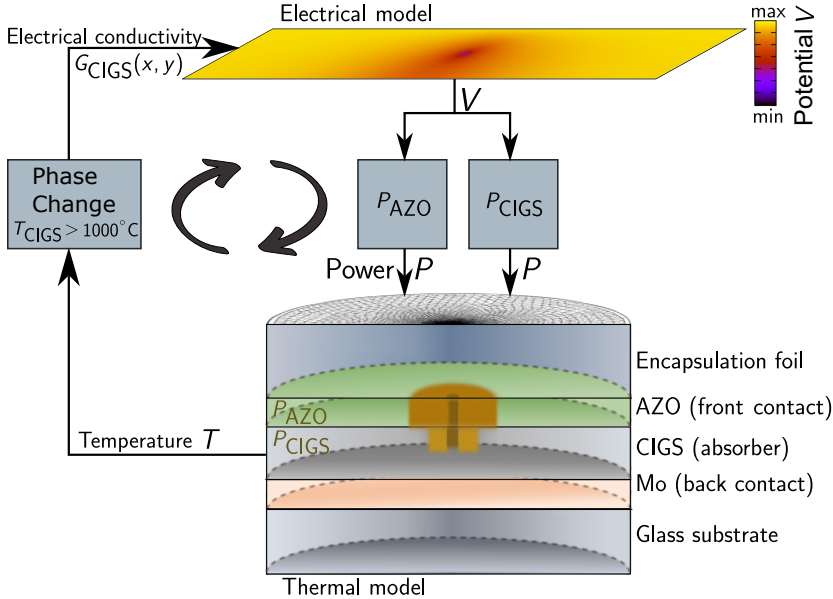 Electrical model
max
Potential V
min
Electrical conductivity
G_CIGS(x, y)
V
Phase
Change
T_CIGS > 1000°C
P_AZO
P_CIGS
Power P
P
Encapsulation foil
P_AZO
AZO (front contact)
P_CIGS
CIGS (absorber)
Temperature T
Mo (back contact)
Glass substrate
Thermal model